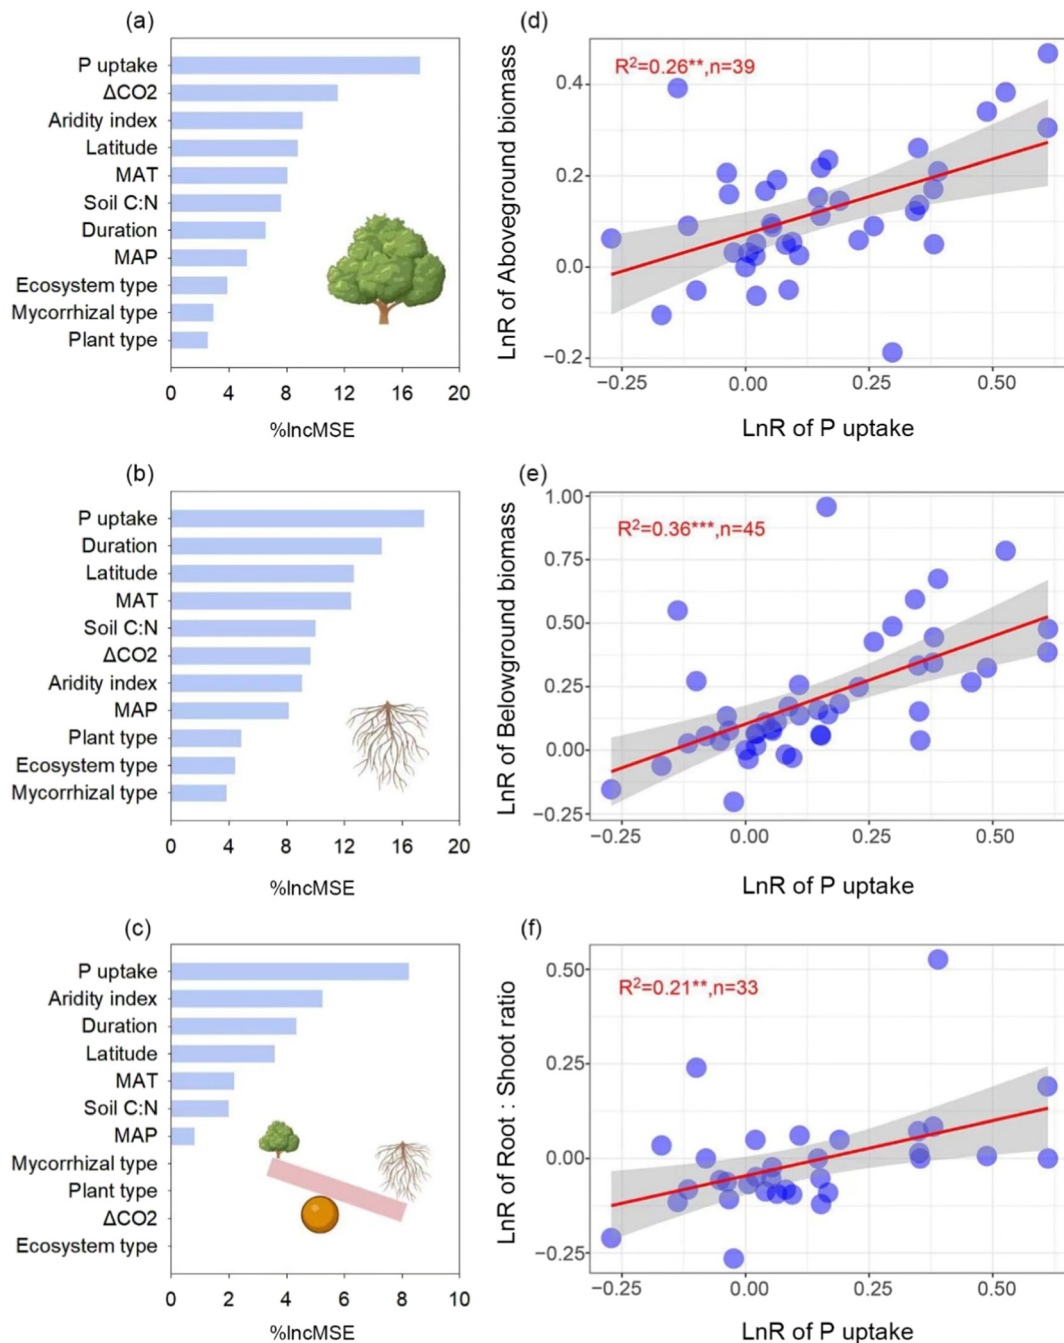 (a)
P uptake
ΔCO2
Aridity index
Latitude
MAT
Soil C:N
Duration
MAP
Ecosystem type
Mycorrhizal type
Plant type
0 4 8 12 16 20
%IncMSE
(d)
LnR of Aboveground biomass
R²=0.26**,n=39
0.4
0.2
0.0
−0.2
−0.25 0.00 0.25 0.50
LnR of P uptake
(b)
P uptake
Duration
Latitude
MAT
Soil C:N
ΔCO2
Aridity index
MAP
Plant type
Ecosystem type
Mycorrhizal type
0 4 8 12 16 20
%IncMSE
(e)
LnR of Belowground biomass
R²=0.36***,n=45
1.00
0.75
0.50
0.25
0.00
−0.25
−0.25 0.00 0.25 0.50
LnR of P uptake
(c)
P uptake
Aridity index
Duration
Latitude
MAT
Soil C:N
MAP
Mycorrhizal type
Plant type
ΔCO2
Ecosystem type
0 2 4 6 8 10
%IncMSE
(f)
LnR of Root : Shoot ratio
R²=0.21**,n=33
0.50
0.25
0.00
−0.25
−0.25 0.00 0.25 0.50
LnR of P uptake